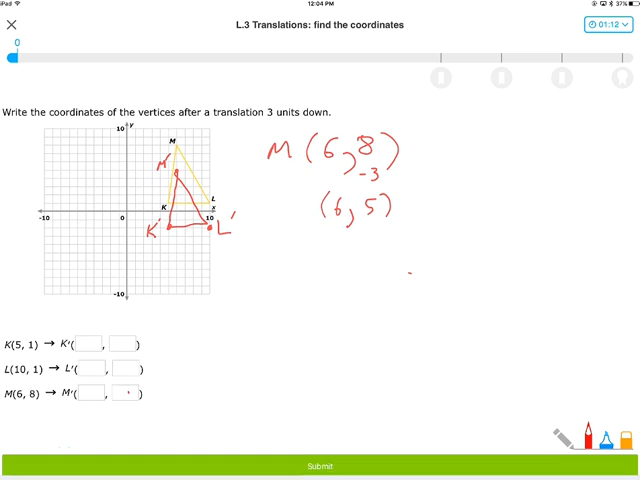 iPad 12:04 PM 37%
L.3 Translations: find the coordinates
01:12
0
Write the coordinates of the vertices after a translation 3 units down.
10 y
M
M'
M (6, 8)
-3
(6, 5)
K L
-10 0 10 x
K' L'
-10
K(5, 1) → K'( , )
L(10, 1) → L'( , )
M(6, 8) → M'( , )
Submit